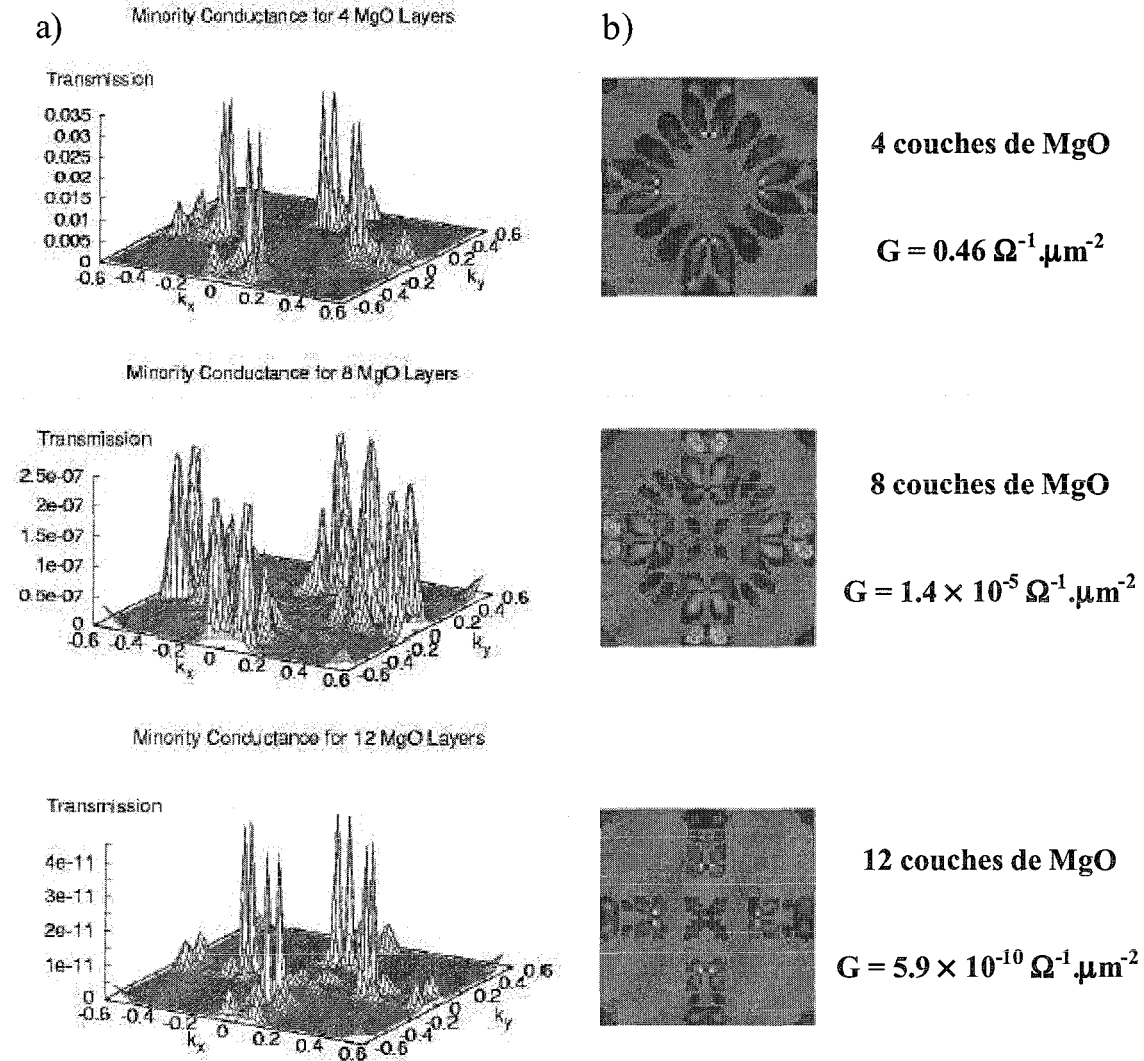 a)
Minority Conductance for 4 MgO Layers
Transmission
0.035
0.03
0.025
0.02
0.015
0.01
0.005
0
-0.6
-0.4
-0.2
0
0.2
0.4
0.6
kx
-0.6
-0.4
-0.2
0
0.2
0.4
0.6
ky
b)
4 couches de MgO
G = 0.46 Ω⁻¹.μm⁻²
Minority Conductance for 8 MgO Layers
Transmission
2.5e-07
2e-07
1.5e-07
1e-07
0.5e-07
0
-0.6
-0.4
-0.2
0
0.2
0.4
0.6
kx
-0.6
-0.4
-0.2
0
0.2
0.4
0.6
ky
8 couches de MgO
G = 1.4 × 10⁻⁵ Ω⁻¹.μm⁻²
Minority Conductance for 12 MgO Layers
Transmission
4e-11
3e-11
2e-11
1e-11
0
-0.6
-0.4
-0.2
0
0.2
0.4
0.6
kx
-0.6
-0.4
-0.2
0
0.2
0.4
0.6
ky
12 couches de MgO
G = 5.9 × 10⁻¹⁰ Ω⁻¹.μm⁻²